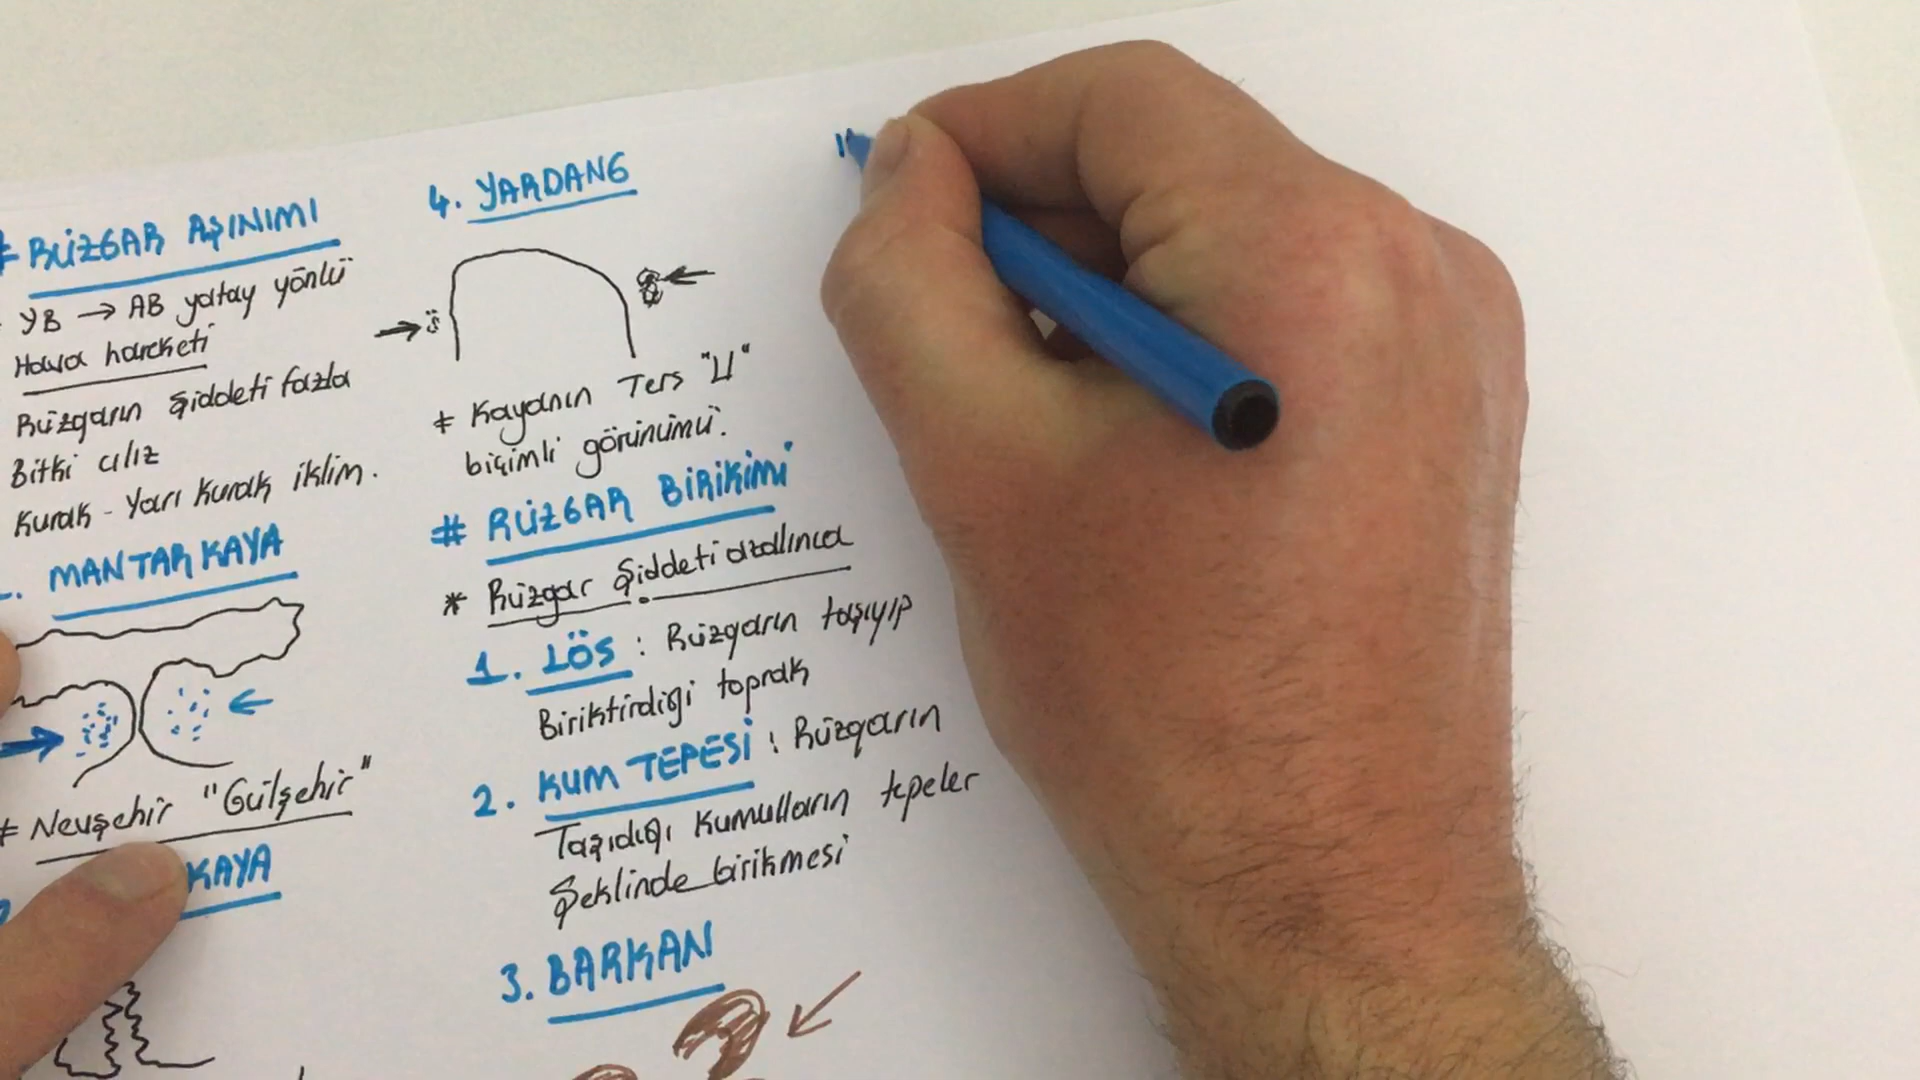 # RÜZGAR AŞINIMI
YB → AB yatay yönlü
Hava hareketi
Rüzgarın Şiddeti fazla
Bitki cılız
Kurak - Yarı Kurak iklim.
1. MANTARKAYA
* Nevşehir "Gülşehir"
KAYA
4. YARDANG
* Kayanın Ters "U"
biçimli görünümü.
# RÜZGAR BİRİKİMİ
* Rüzgar Şiddeti azalınca
1. LÖS : Rüzgarın taşıyıp
Biriktirdiği toprak
2. KUM TEPESİ : Rüzgarın
Taşıdığı Kumulların tepeler
Şeklinde birikmesi
3. BARKAN